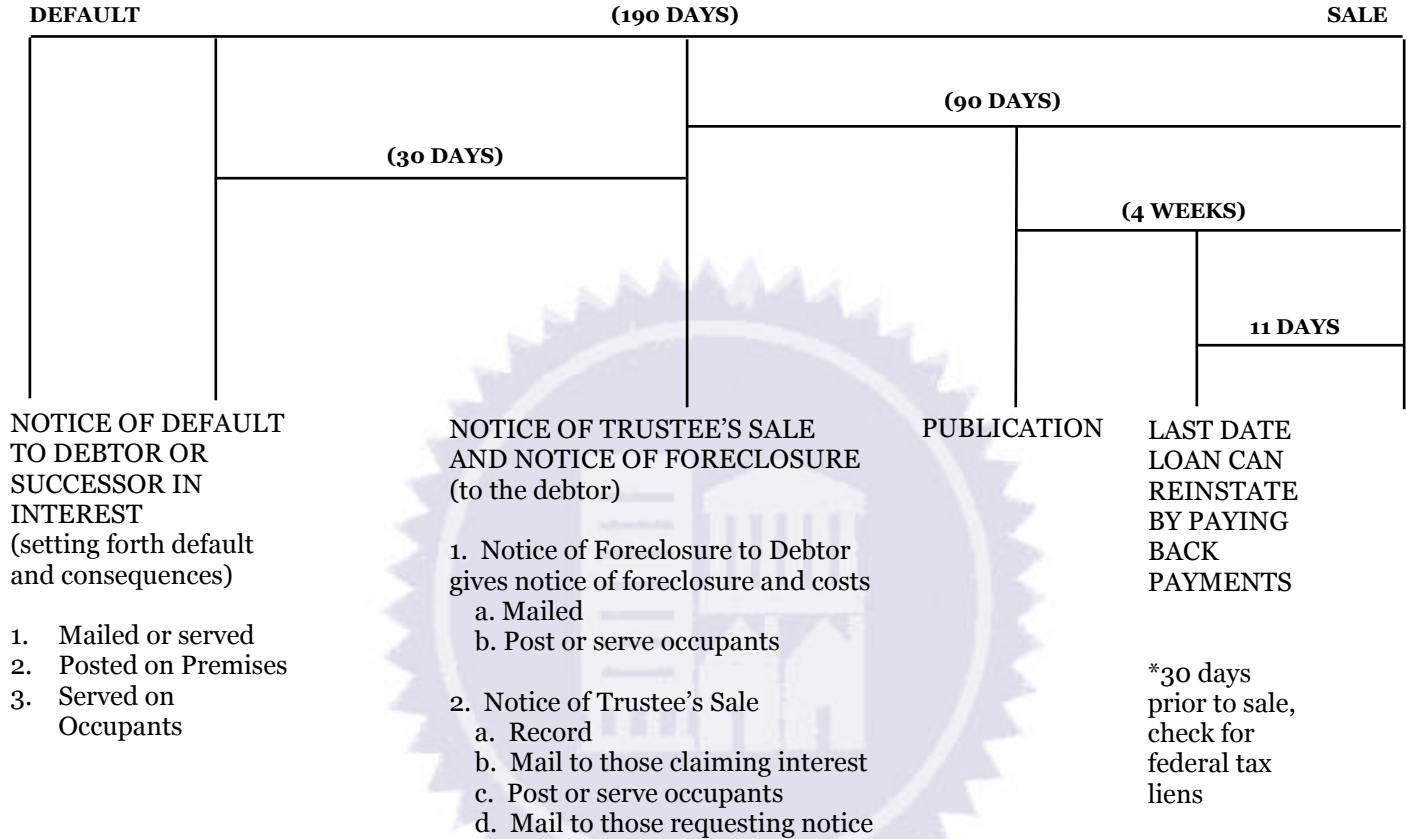 DEFAULT (190 DAYS) SALE
(90 DAYS)
(30 DAYS)
(4 WEEKS)
11 DAYS
NOTICE OF DEFAULT
TO DEBTOR OR
SUCCESSOR IN
INTEREST
(setting forth default
and consequences)
1. Mailed or served
2. Posted on Premises
3. Served on
Occupants
NOTICE OF TRUSTEE’S SALE
AND NOTICE OF FORECLOSURE
(to the debtor)
1. Notice of Foreclosure to Debtor
gives notice of foreclosure and costs
a. Mailed
b. Post or serve occupants
2. Notice of Trustee’s Sale
a. Record
b. Mail to those claiming interest
c. Post or serve occupants
d. Mail to those requesting notice
PUBLICATION
LAST DATE
LOAN CAN
REINSTATE
BY PAYING
BACK
PAYMENTS
*30 days
prior to sale,
check for
federal tax
liens